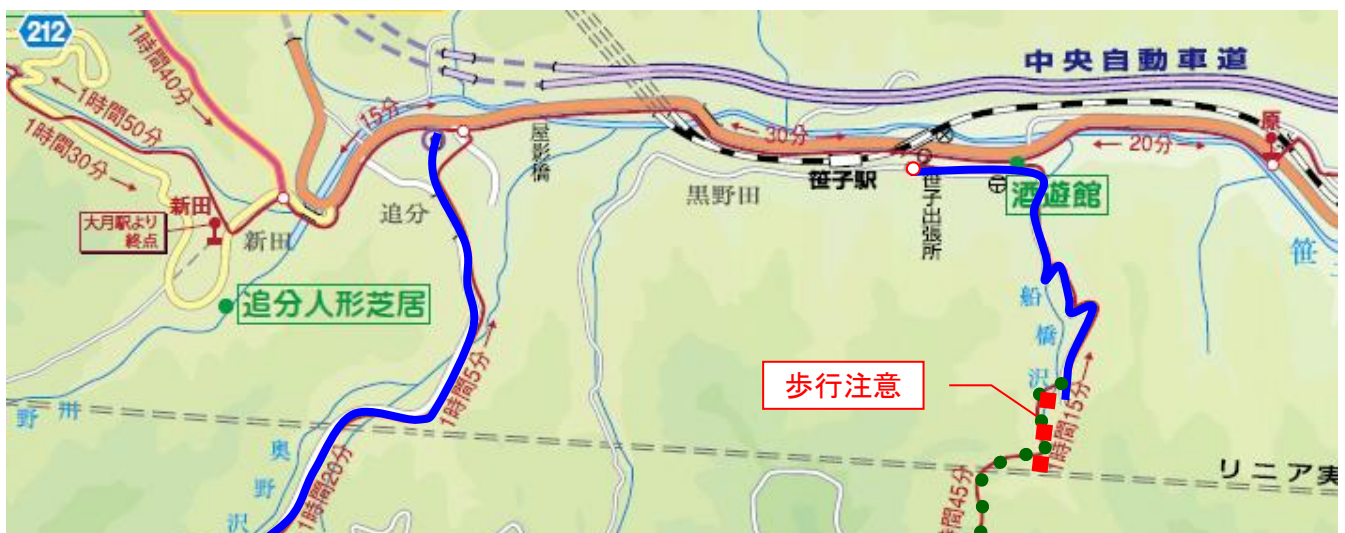 212
1時間40分
中央自動車道
1時間50分
1時間30分
15分
30分
20分
原
屋影橋
笹子駅
黒野田
笹子出張所
酒遊館
新田
大月駅より
終点
新田
追分
笹
追分人形芝居
船橋沢
1時間5分
歩行注意
1時間15分
野
奥野沢
1時間20分
リニア実
時間45分